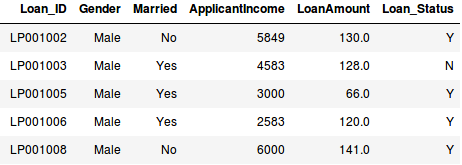 Loan_ID Gender Married ApplicantIncome LoanAmount Loan_Status
LP001002 Male No 5849 130.0 Y
LP001003 Male Yes 4583 128.0 N
LP001005 Male Yes 3000 66.0 Y
LP001006 Male Yes 2583 120.0 Y
LP001008 Male No 6000 141.0 Y